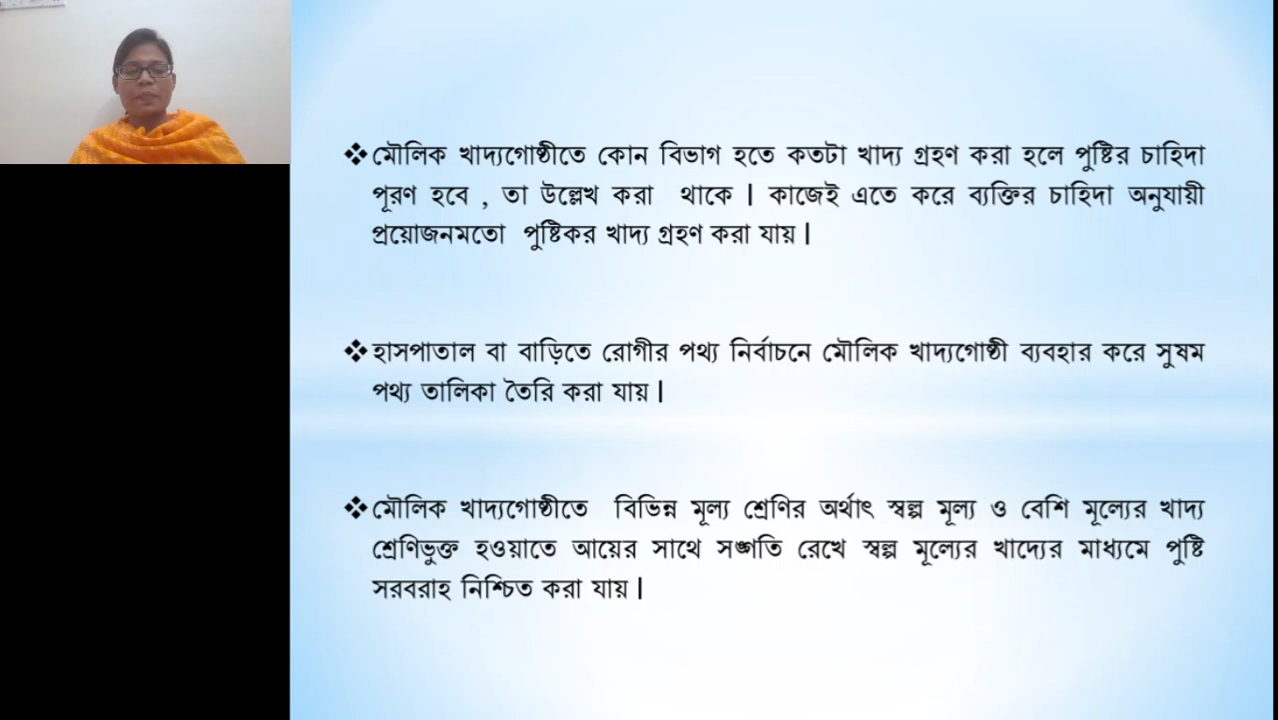 ❖মৌলিক খাদ্যগোষ্ঠীতে কোন বিভাগ হতে কতটা খাদ্য গ্রহণ করা হলে পুষ্টির চাহিদা
পূরণ হবে , তা উল্লেখ করা থাকে | কাজেই এতে করে ব্যক্তির চাহিদা অনুযায়ী
প্রয়োজনমতো পুষ্টিকর খাদ্য গ্রহণ করা যায় |
❖হাসপাতাল বা বাড়িতে রোগীর পথ্য নির্বাচনে মৌলিক খাদ্যগোষ্ঠী ব্যবহার করে সুষম
পথ্য তালিকা তৈরি করা যায় |
❖মৌলিক খাদ্যগোষ্ঠীতে বিভিন্ন মূল্য শ্রেণির অর্থাৎ স্বল্প মূল্য ও বেশি মূল্যের খাদ্য
শ্রেণিভুক্ত হওয়াতে আয়ের সাথে সঙ্গতি রেখে স্বল্প মূল্যের খাদ্যের মাধ্যমে পুষ্টি
সরবরাহ নিশ্চিত করা যায় |